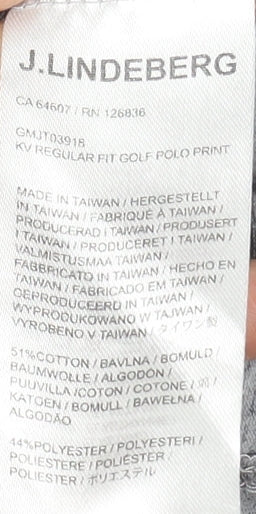 J.LINDEBERG
CA 64607 / RN 126836
GMJT03918
KV REGULAR FIT GOLF POLO PRINT
MADE IN TAIWAN / HERGESTELLT
IN TAIWAN / FABRIQUÉ À TAIWAN /
PRODUCERAD I TAIWAN / PRODUSERT
I TAIWAN / PRODUCERET I TAIWAN /
VALMISTUSMAA TAIWAN /
FABBRICATO IN TAIWAN / HECHO EN
TAIWAN / FABRICADO EM TAIWAN /
GEPRODUCEERD IN TAIWAN /
WYPRODUKOWANO W TAJWAN /
VYROBENO V TAIWAN / タイワン製
51%COTTON / BAVLNA / BOMULD /
BAUMWOLLE / ALGODÓN /
PUUVILLA /COTON / COTONE / 綿 /
KATOEN / BOMULL / BAWEŁNA /
ALGODÃO
44%POLYESTER / POLYESTERI /
POLIESTERE / POLIÉSTER /
POLIESTER / ポリエステル